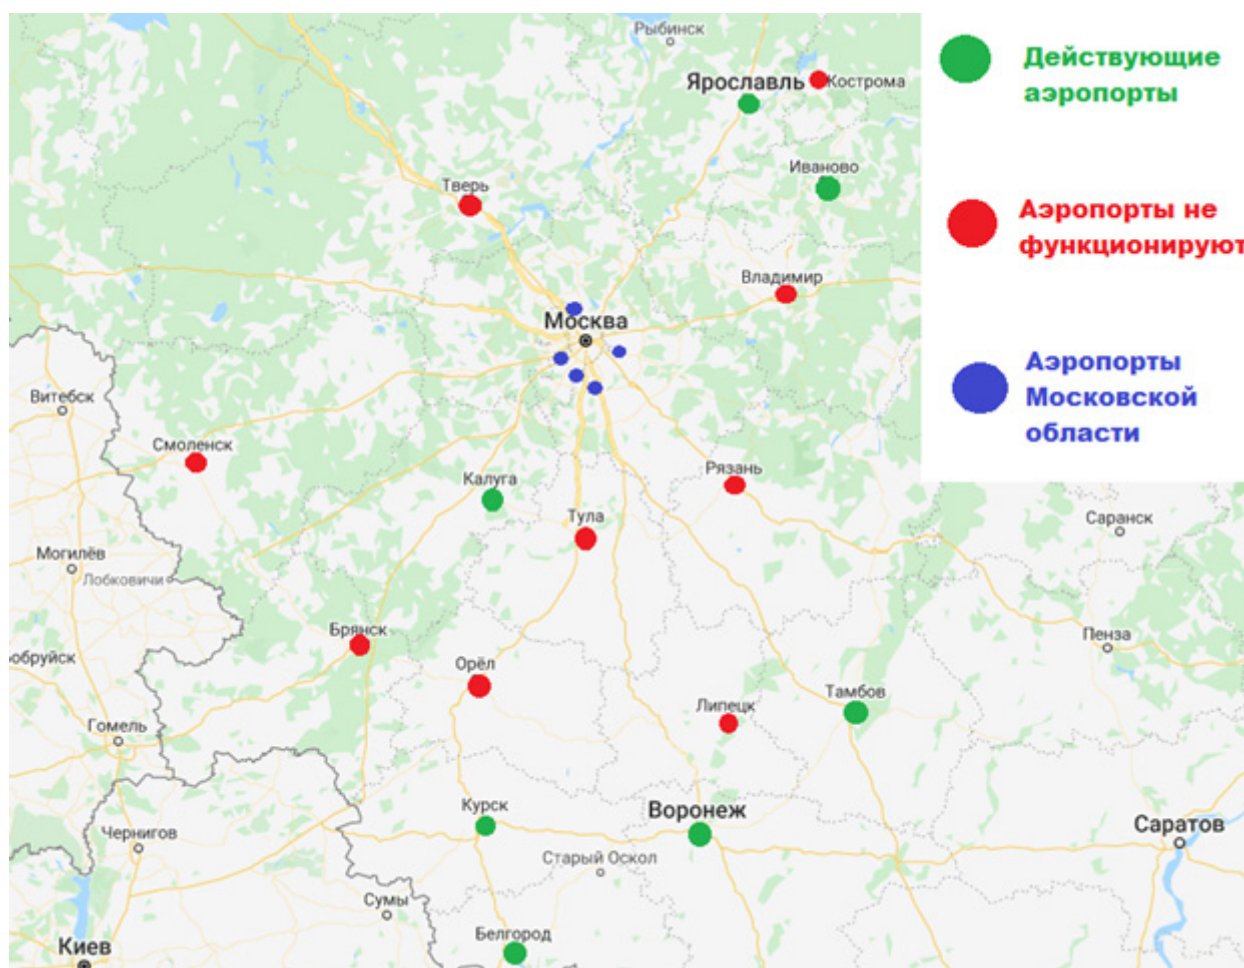 Рыбинск
Ярославль
Кострома
Иваново
Тверь
Владимир
Москва
Витебск
Смоленск
Калуга
Рязань
Тула
Саранск
Могилёв
Лобковичи
Брянск
обруйск
Орёл
Пенза
Липецк
Тамбов
Гомель
Курск
Воронеж
Саратов
Чернигов
Старый Оскол
Сумы
Белгород
Киев
Действующие
аэропорты
Аэропорты не
функционируют
Аэропорты
Московской
области